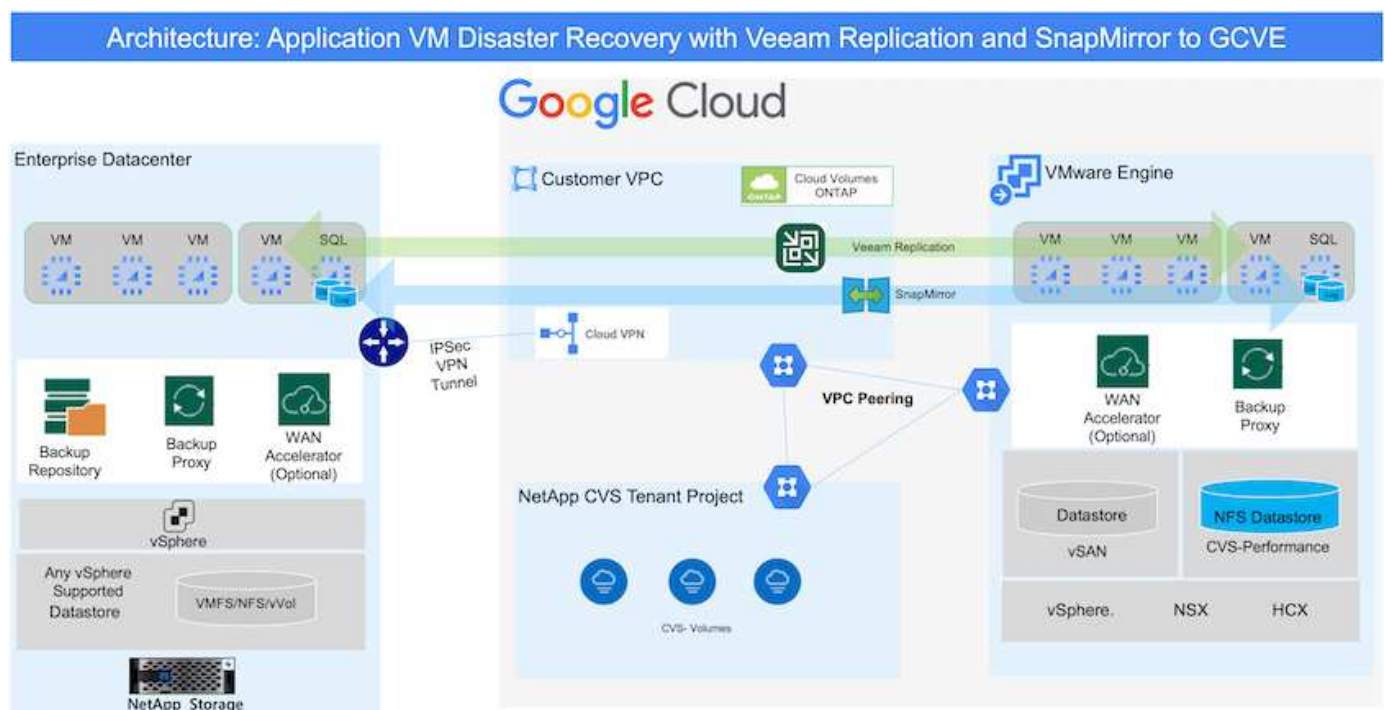 Architecture: Application VM Disaster Recovery with Veeam Replication and SnapMirror to GCVE
Google Cloud
Enterprise Datacenter
VM VM VM VM SQL
IPSec
VPN
Tunnel
Backup
Repository
Backup
Proxy
WAN
Accelerator
(Optional)
vSphere
Any vSphere
Supported
Datastore
VMFS/NFS/vVol
NetApp Storage
Customer VPC
ONTAP
Cloud Volumes
ONTAP
Veeam Replication
SnapMirror
Cloud VPN
VPC Peering
NetApp CVS Tenant Project
CVS- Volumes
VMware Engine
VM VM VM VM SQL
WAN
Accelerator
(Optional)
Backup
Proxy
Datastore
vSAN
NFS Datastore
CVS-Performance
vSphere. NSX HCX